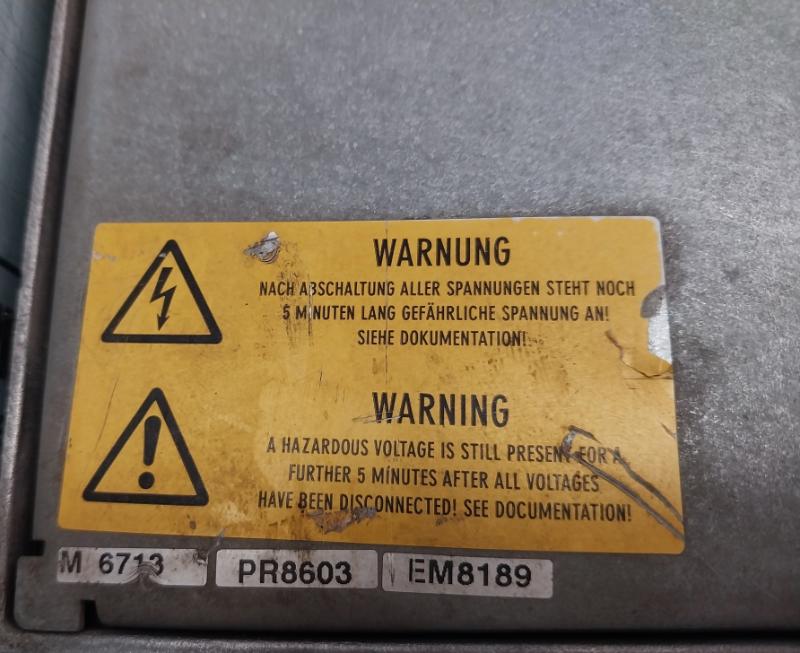 WARNUNG
NACH ABSCHALTUNG ALLER SPANNUNGEN STEHT NOCH
5 MINUTEN LANG GEFÄHRLICHE SPANNUNG AN!
SIEHE DOKUMENTATION!
WARNING
A HAZARDOUS VOLTAGE IS STILL PRESENT FOR A
FURTHER 5 MINUTES AFTER ALL VOLTAGES
HAVE BEEN DISCONNECTED! SEE DOCUMENTATION!
M 6713 PR8603 EM8189